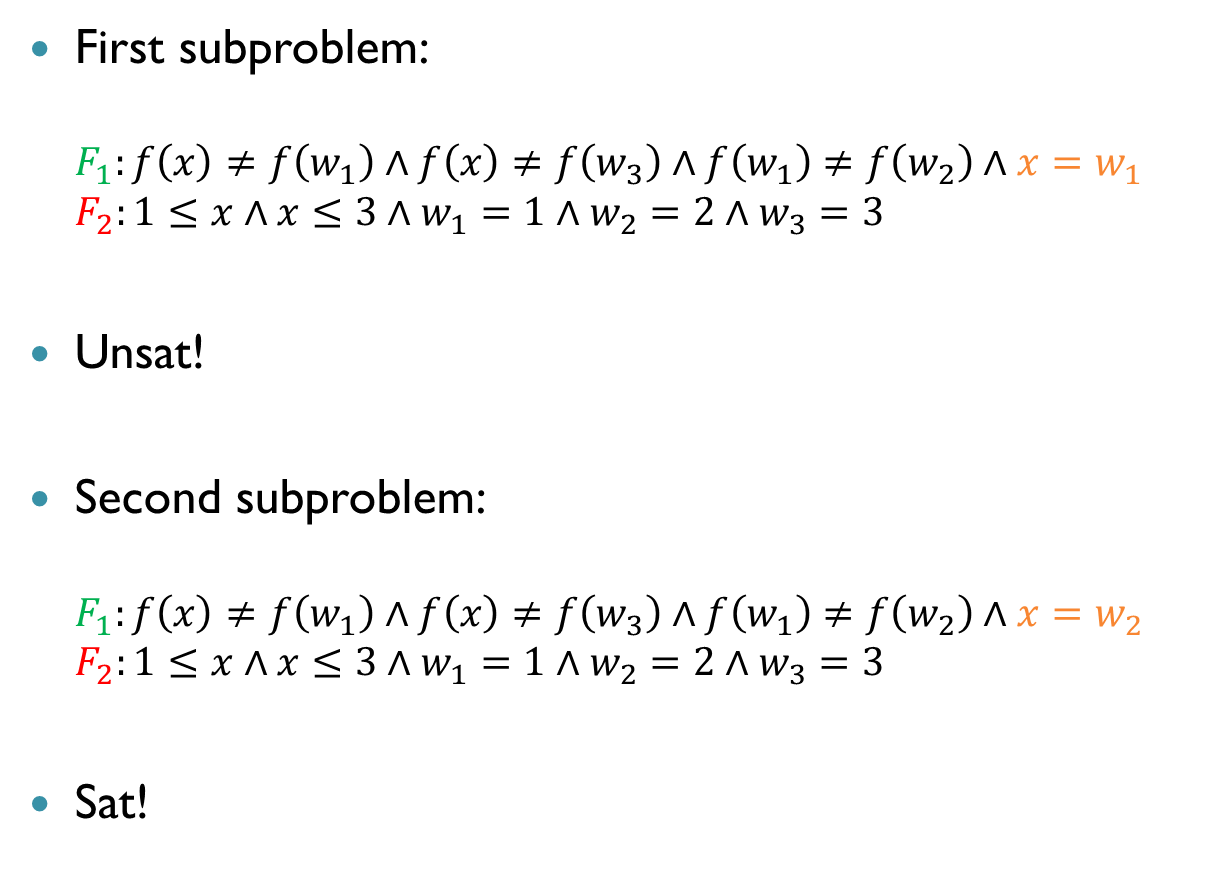 • First subproblem:
F₁: f(x) ≠ f(w₁) ∧ f(x) ≠ f(w₃) ∧ f(w₁) ≠ f(w₂) ∧ x = w₁
F₂: 1 ≤ x ∧ x ≤ 3 ∧ w₁ = 1 ∧ w₂ = 2 ∧ w₃ = 3
• Unsat!
• Second subproblem:
F₁: f(x) ≠ f(w₁) ∧ f(x) ≠ f(w₃) ∧ f(w₁) ≠ f(w₂) ∧ x = w₂
F₂: 1 ≤ x ∧ x ≤ 3 ∧ w₁ = 1 ∧ w₂ = 2 ∧ w₃ = 3
• Sat!